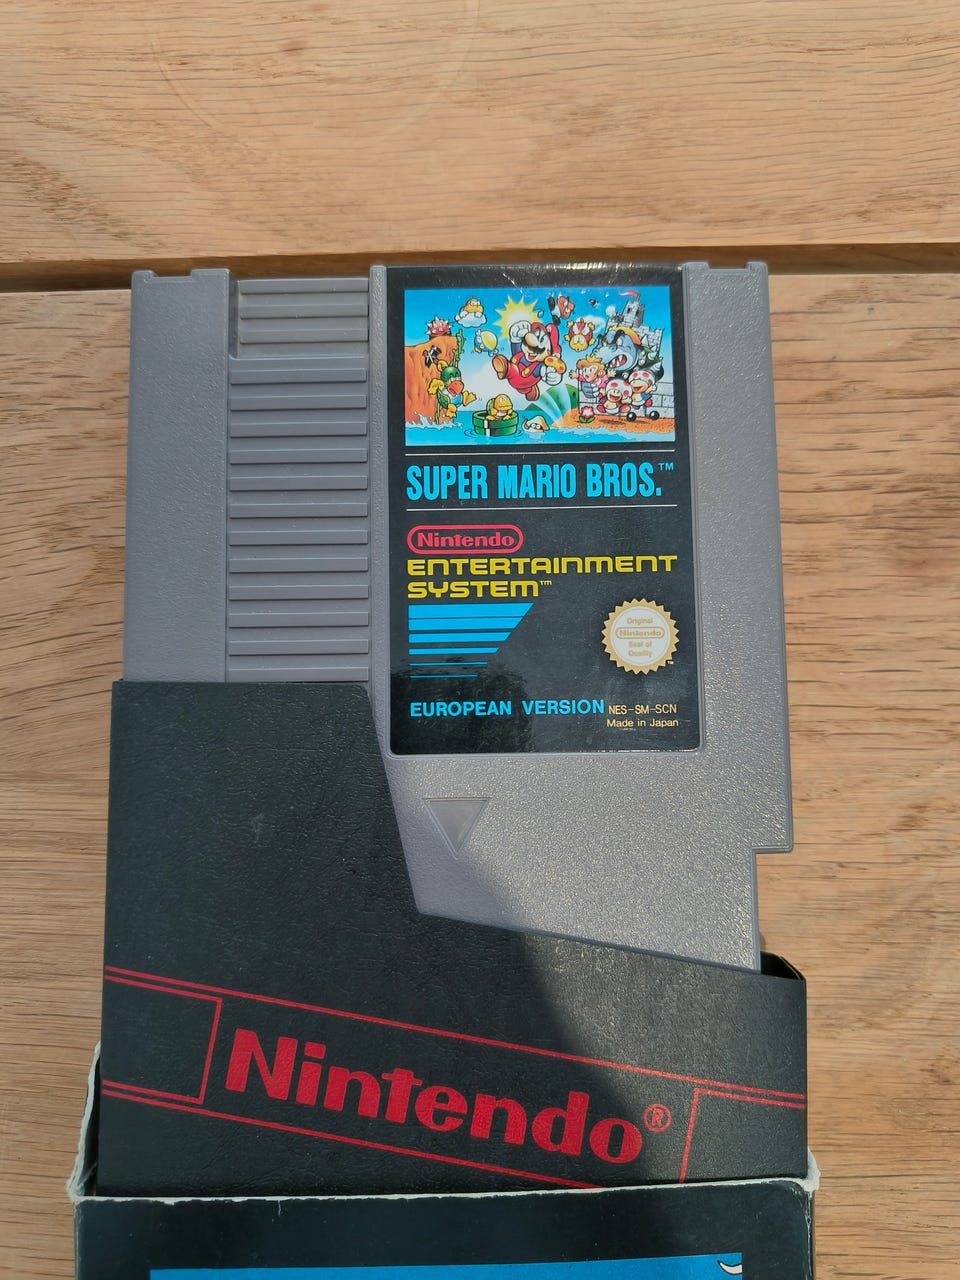 SUPER MARIO BROS.™
Nintendo
ENTERTAINMENT
SYSTEM™
Original
Nintendo
Seal of
Quality
TM
EUROPEAN VERSION NES-SM-SCN
Made in Japan
Nintendo®